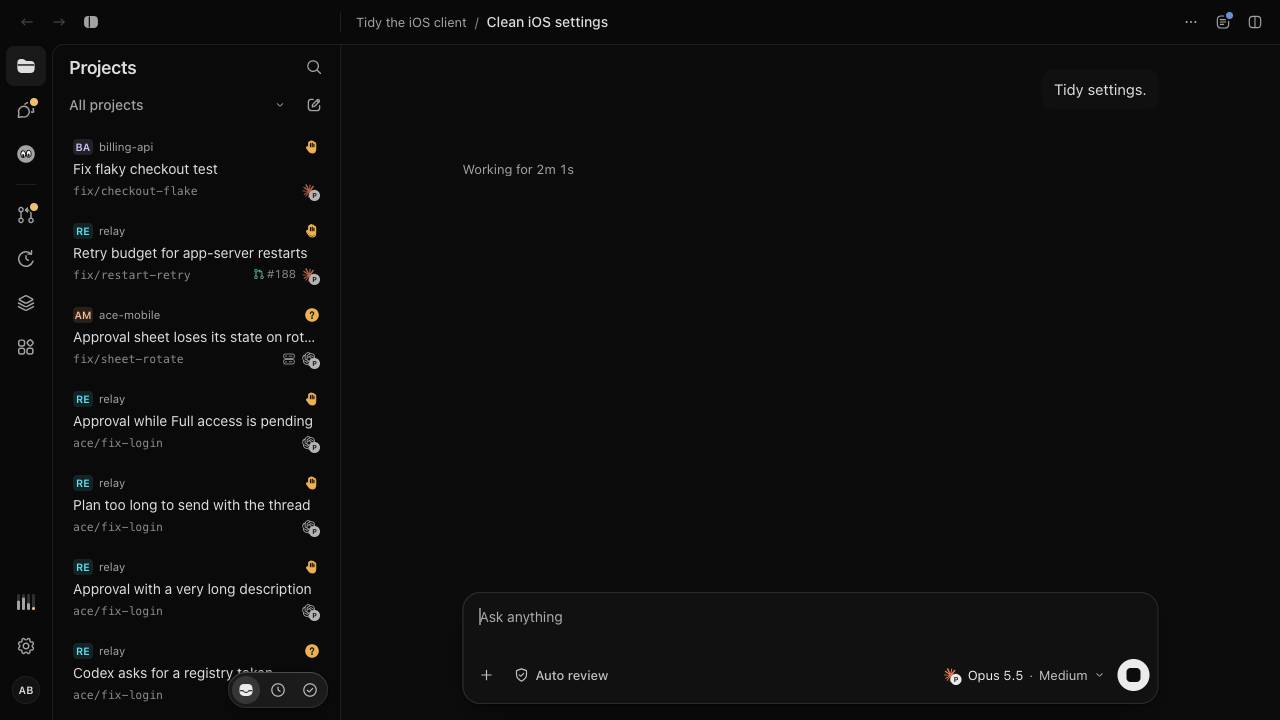 Tidy the iOS client / Clean iOS settings
Projects
All projects
BA billing-api
Fix flaky checkout test
fix/checkout-flake
P
RE relay
Retry budget for app-server restarts
fix/restart-retry #188
P
AM ace-mobile ?
Approval sheet loses its state on rot...
fix/sheet-rotate
P
RE relay
Approval while Full access is pending
ace/fix-login
P
RE relay
Plan too long to send with the thread
ace/fix-login
P
RE relay
Approval with a very long description
ace/fix-login
P
RE relay ?
Codex asks for a registry token
ace/fix-login
AB
Tidy settings.
Working for 2m 1s
Ask anything
Auto review
P Opus 5.5 · Medium